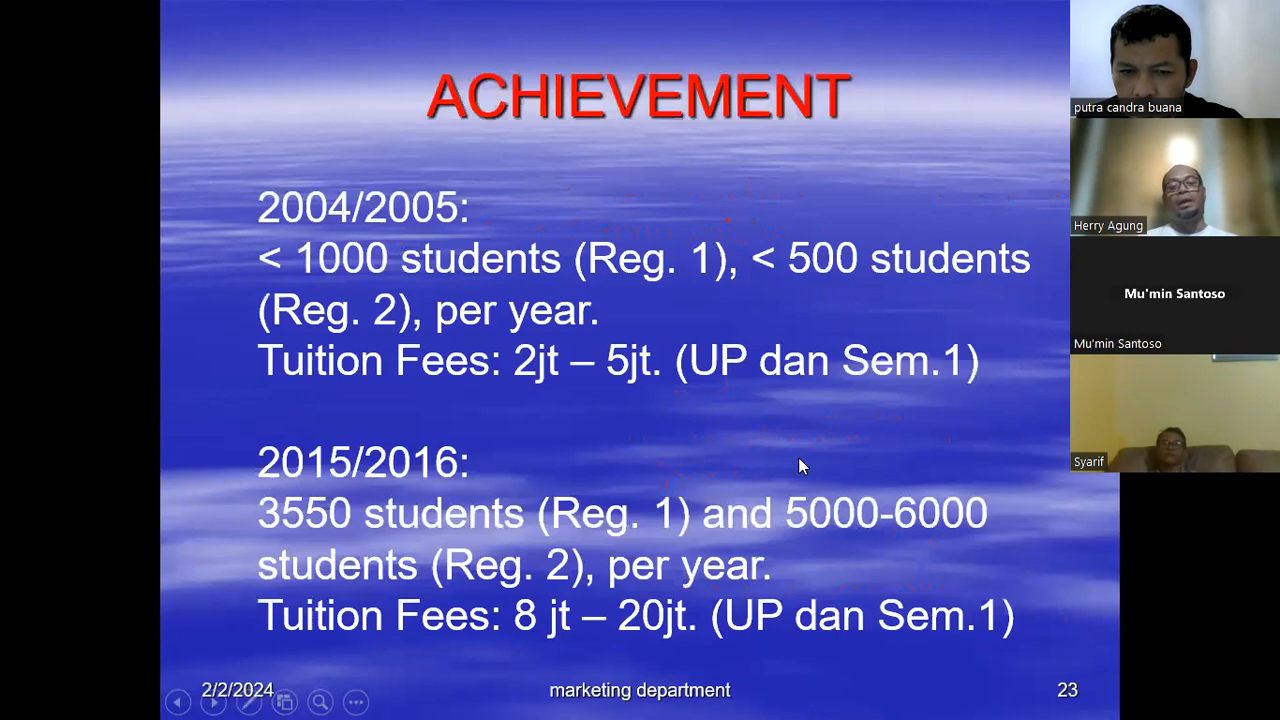 ACHIEVEMENT
2004/2005:
< 1000 students (Reg. 1), < 500 students
(Reg. 2), per year.
Tuition Fees: 2jt – 5jt. (UP dan Sem.1)
2015/2016:
3550 students (Reg. 1) and 5000-6000
students (Reg. 2), per year.
Tuition Fees: 8 jt – 20jt. (UP dan Sem.1)
2/2/2024
marketing department
23
putra candra buana
Herry Agung
Mu'min Santoso
Mu'min Santoso
Syarif